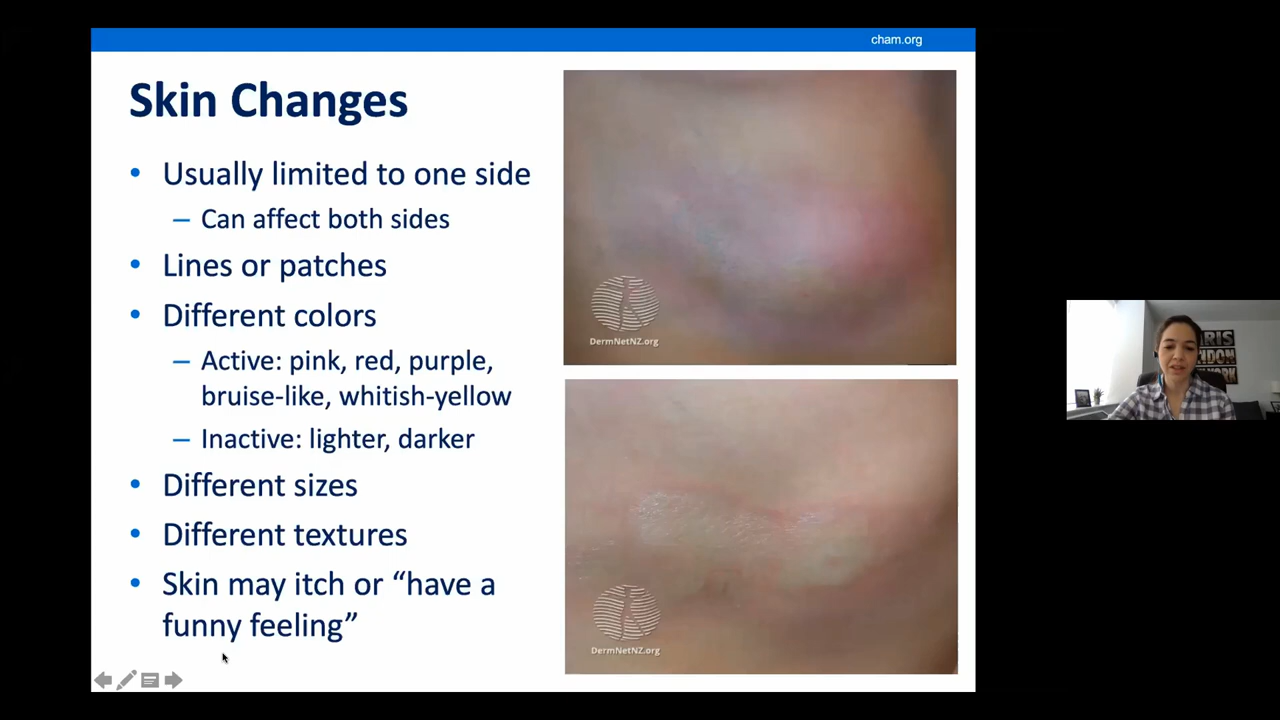 cham.org
Skin Changes
• Usually limited to one side
– Can affect both sides
• Lines or patches
• Different colors
– Active: pink, red, purple,
bruise-like, whitish-yellow
– Inactive: lighter, darker
• Different sizes
• Different textures
• Skin may itch or “have a
funny feeling”
DermNetNZ.org
DermNetNZ.org